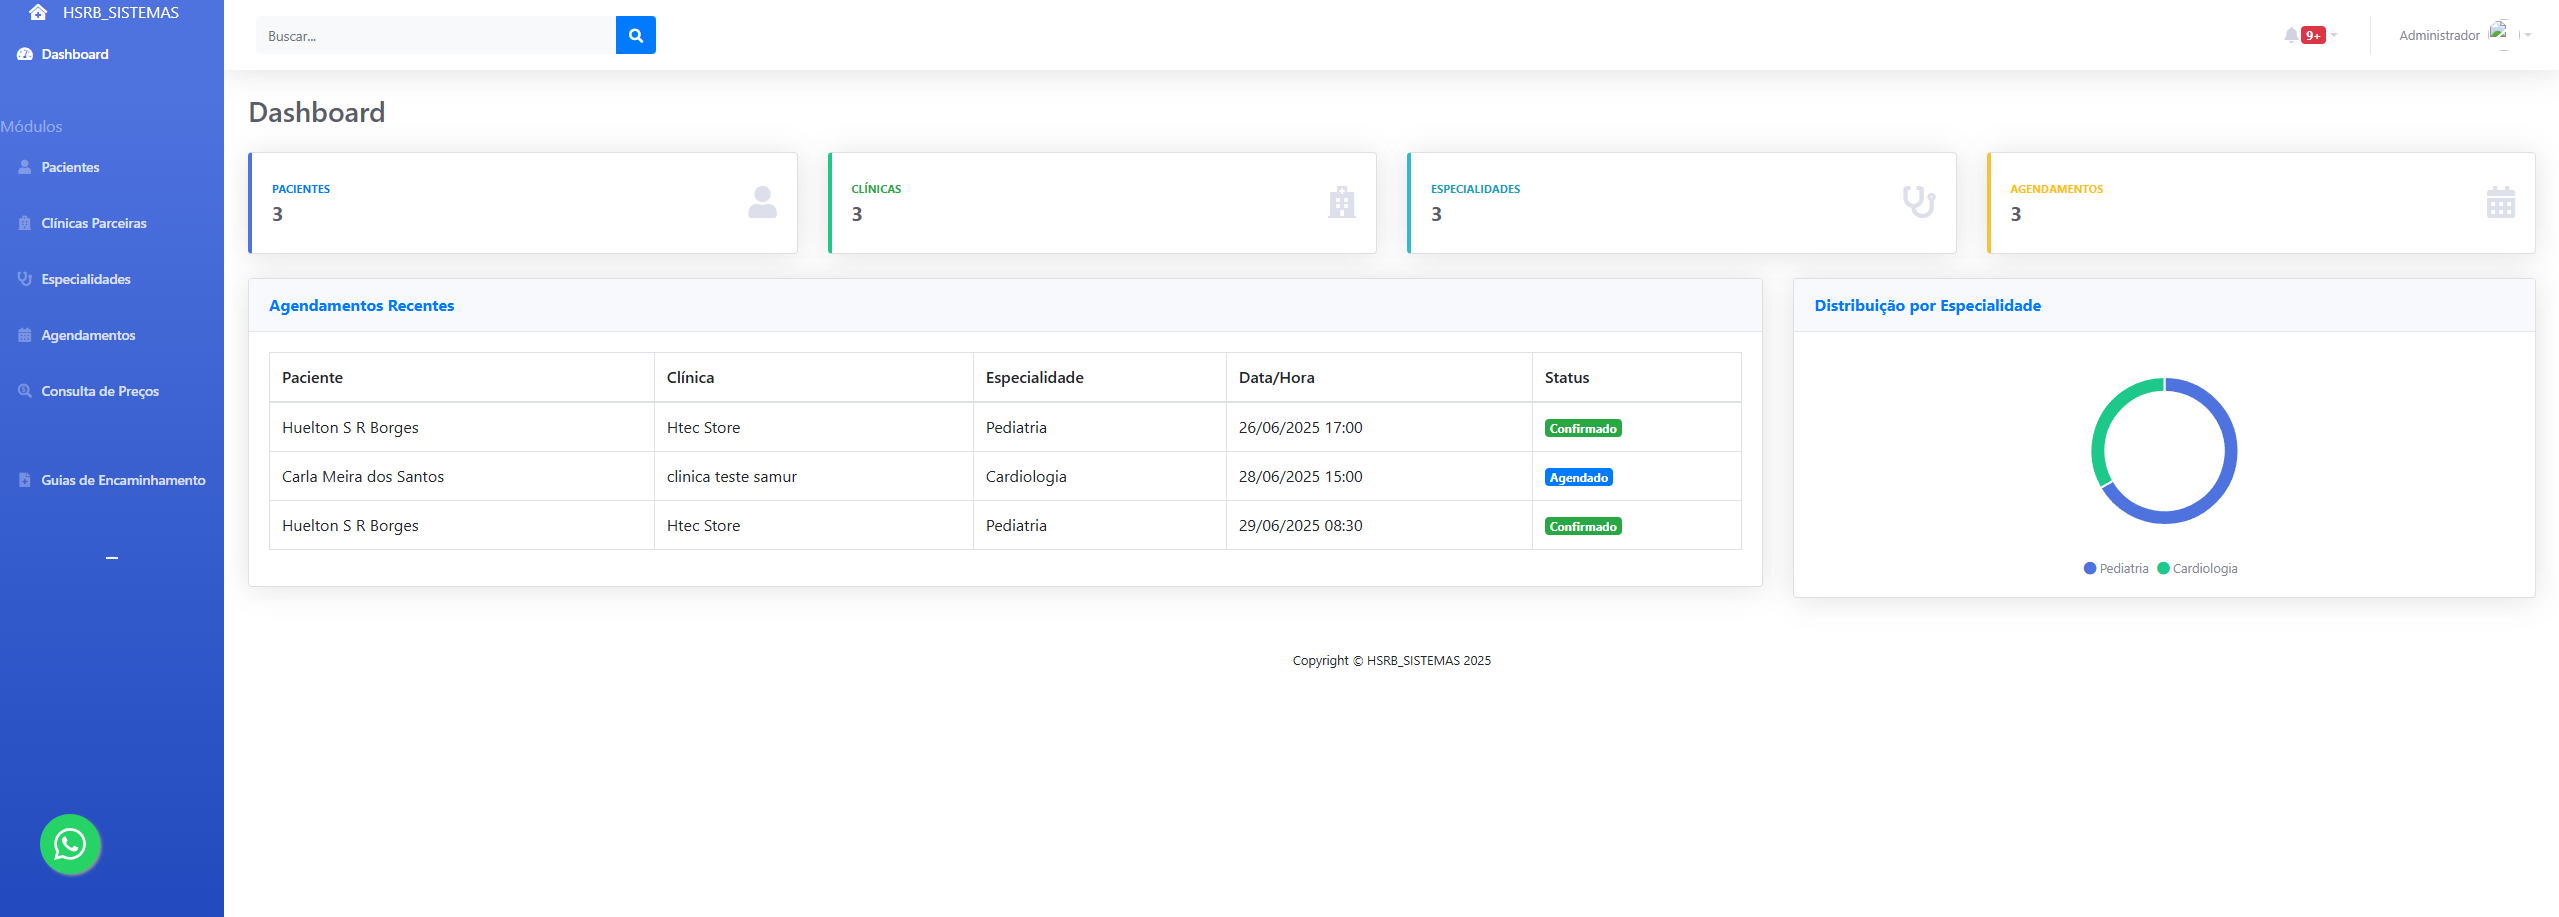 HSRB_SISTEMAS
Dashboard
Módulos
Pacientes
Clínicas Parceiras
Especialidades
Agendamentos
Consulta de Preços
Guias de Encaminhamento
Buscar...
9+
Administrador
Dashboard
PACIENTES
3
CLÍNICAS
3
ESPECIALIDADES
3
AGENDAMENTOS
3
Agendamentos Recentes
Paciente Clínica Especialidade Data/Hora Status
Huelton S R Borges Htec Store Pediatria 26/06/2025 17:00 Confirmado
Carla Meira dos Santos clinica teste samur Cardiologia 28/06/2025 15:00 Agendado
Huelton S R Borges Htec Store Pediatria 29/06/2025 08:30 Confirmado
Distribuição por Especialidade
Pediatria Cardiologia
Copyright © HSRB_SISTEMAS 2025